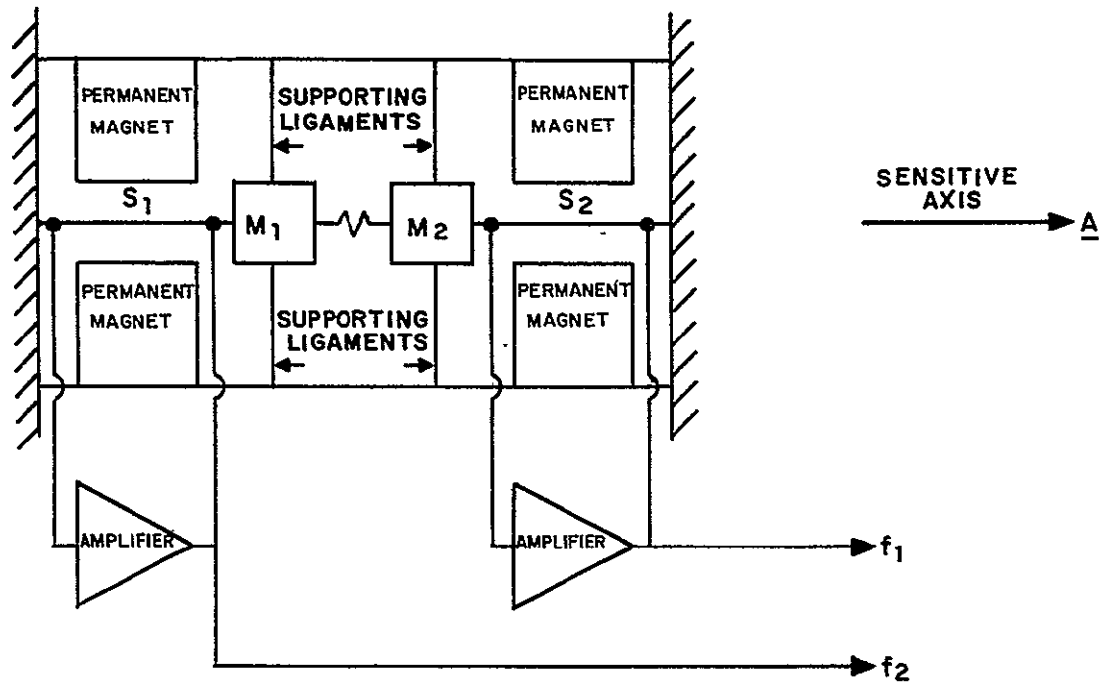 PERMANENT
MAGNET
SUPPORTING
LIGAMENTS
PERMANENT
MAGNET
S1
S2
M1
M2
SENSITIVE
AXIS
A
PERMANENT
MAGNET
SUPPORTING
LIGAMENTS
PERMANENT
MAGNET
AMPLIFIER
AMPLIFIER
f1
f2